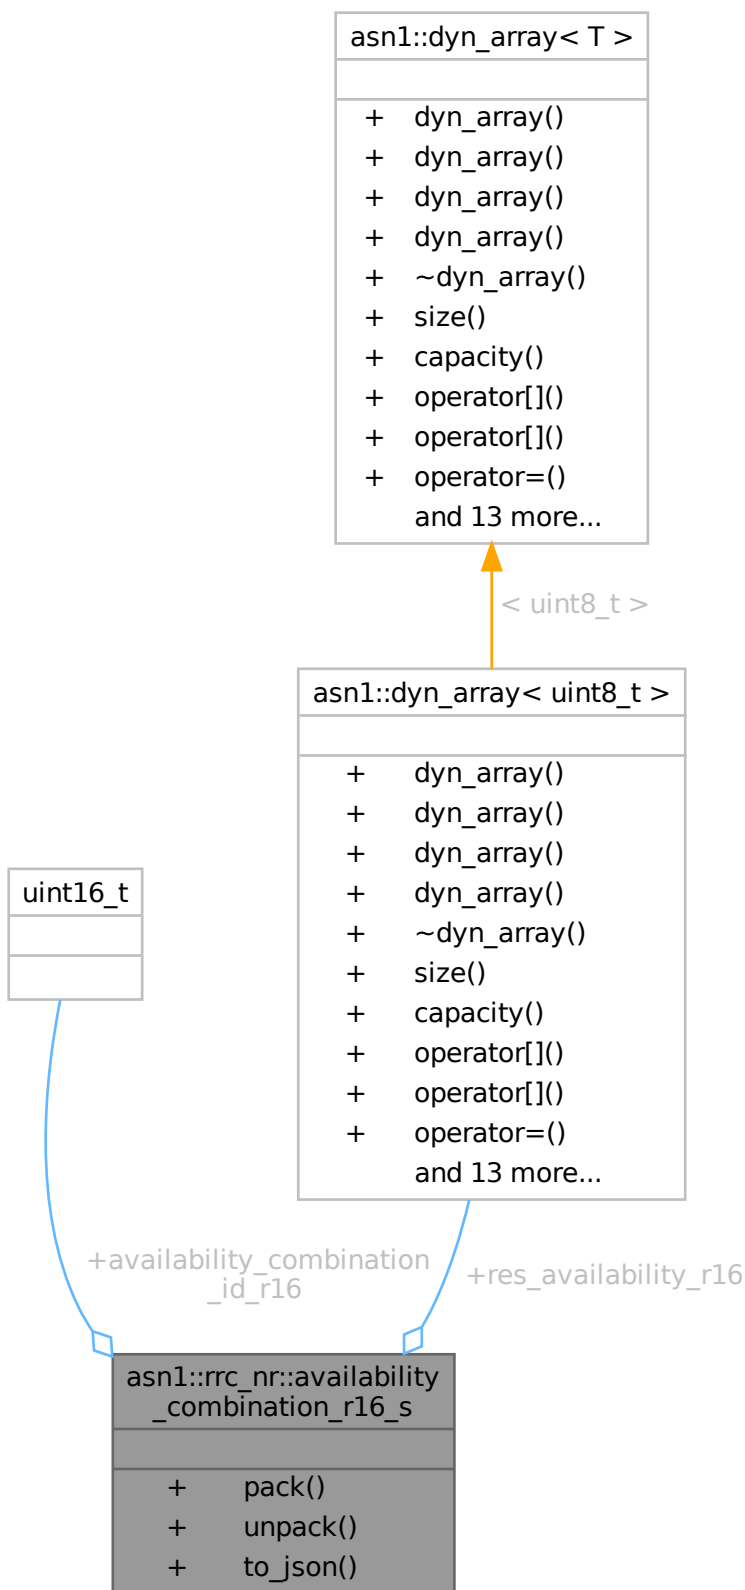 asn1::dyn_array< T >
+ dyn_array()
+ dyn_array()
+ dyn_array()
+ dyn_array()
+ ~dyn_array()
+ size()
+ capacity()
+ operator[]()
+ operator[]()
+ operator=()
and 13 more...
< uint8_t >
asn1::dyn_array< uint8_t >
+ dyn_array()
+ dyn_array()
+ dyn_array()
+ dyn_array()
+ ~dyn_array()
+ size()
+ capacity()
+ operator[]()
+ operator[]()
+ operator=()
and 13 more...
uint16_t
+availability_combination
_id_r16
+res_availability_r16
asn1::rrc_nr::availability
_combination_r16_s
+ pack()
+ unpack()
+ to_json()